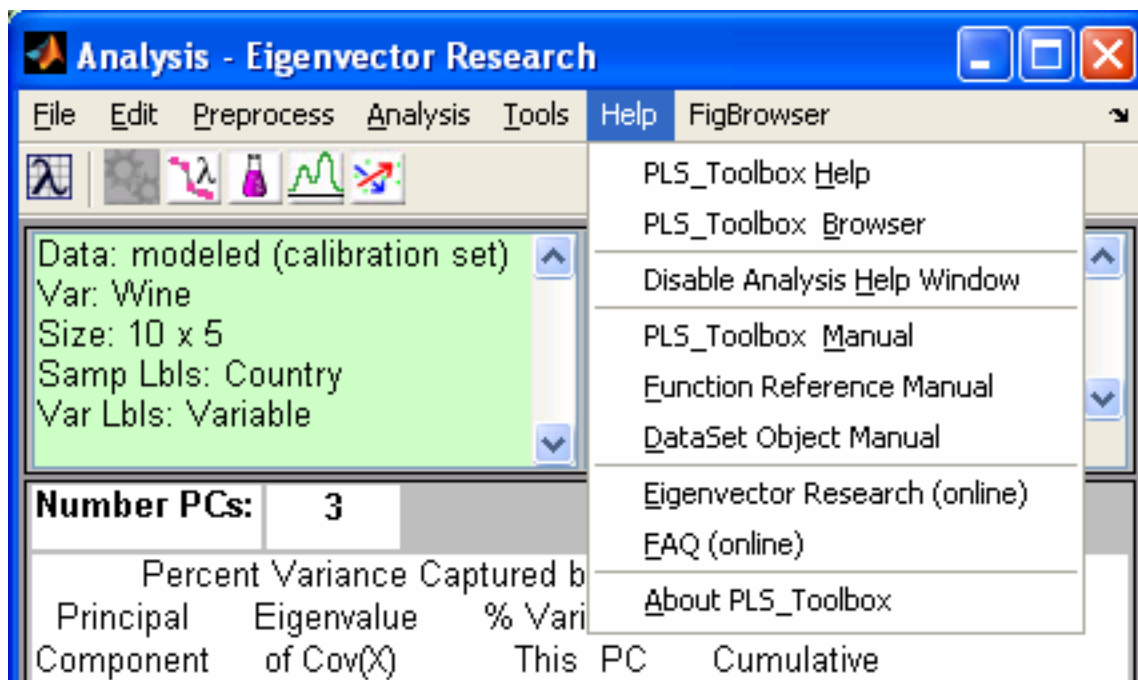 Analysis - Eigenvector Research
File Edit Preprocess Analysis Tools Help FigBrowser
Data: modeled (calibration set)
Var: Wine
Size: 10 x 5
Samp Lbls: Country
Var Lbls: Variable
PLS_Toolbox Help
PLS_Toolbox Browser
Disable Analysis Help Window
PLS_Toolbox Manual
Function Reference Manual
DataSet Object Manual
Eigenvector Research (online)
FAQ (online)
About PLS_Toolbox
Number PCs: 3
Percent Variance Captured b
Principal Eigenvalue % Vari
Component of Cov(X) This PC Cumulative